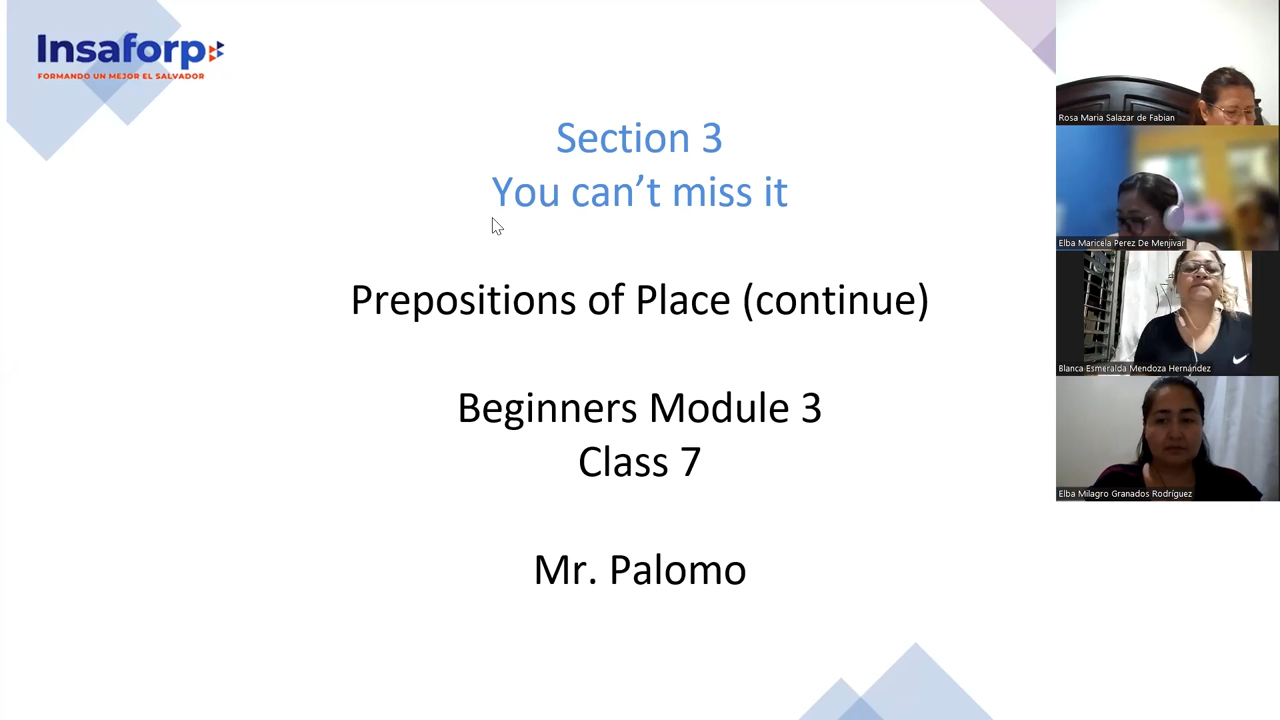 Insaforp
FORMANDO UN MEJOR EL SALVADOR
Section 3
You can't miss it
Prepositions of Place (continue)
Beginners Module 3
Class 7
Mr. Palomo
Rosa Maria Salazar de Fabian
Elba Maricela Perez De Menjivar
Blanca Esmeralda Mendoza Hernández
Elba Milagro Granados Rodríguez